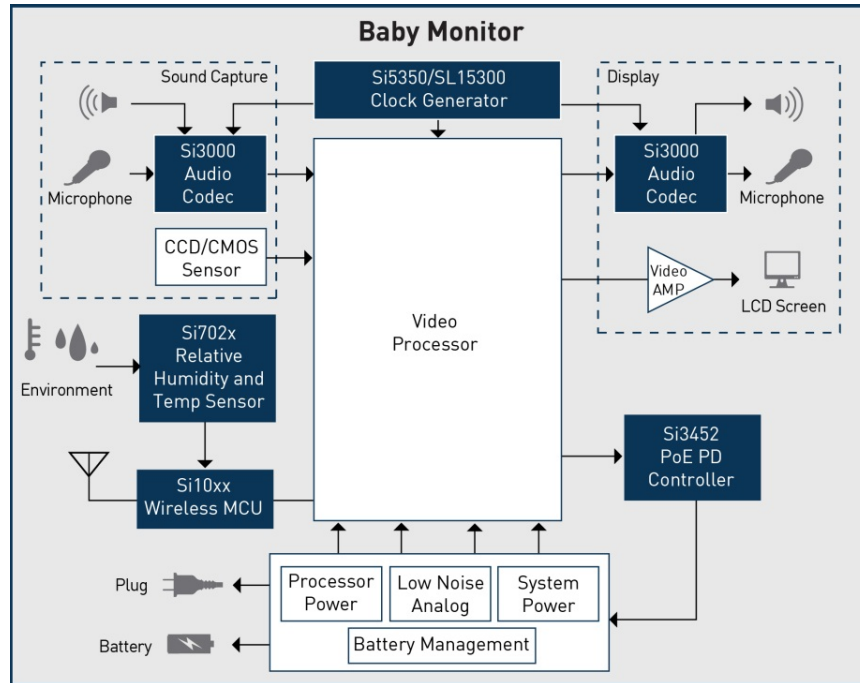 Baby Monitor
Sound Capture
Si5350/SL15300
Clock Generator
Display
Si3000
Audio
Codec
Microphone
CCD/CMOS
Sensor
Si3000
Audio
Codec
Microphone
Video
AMP
LCD Screen
Video
Processor
Environment
Si702x
Relative
Humidity and
Temp Sensor
Si10xx
Wireless MCU
Si3452
PoE PD
Controller
Plug
Battery
Processor
Power
Low Noise
Analog
System
Power
Battery Management